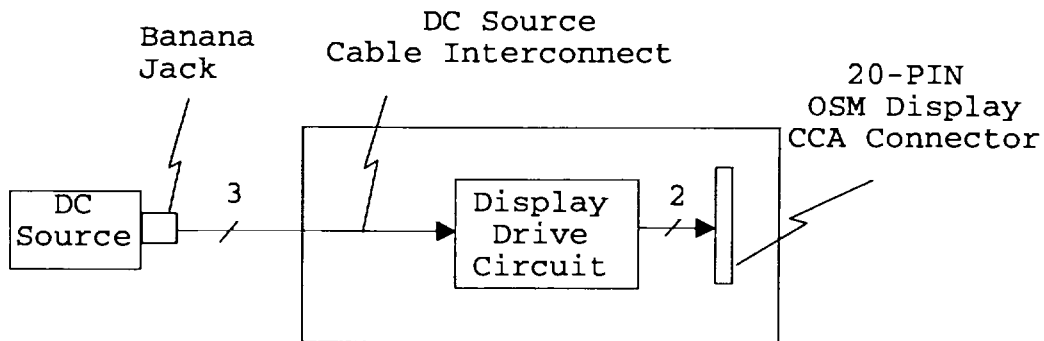 Banana
Jack
DC Source
Cable Interconnect
20-PIN
OSM Display
CCA Connector
DC
Source
3
Display
Drive
Circuit
2